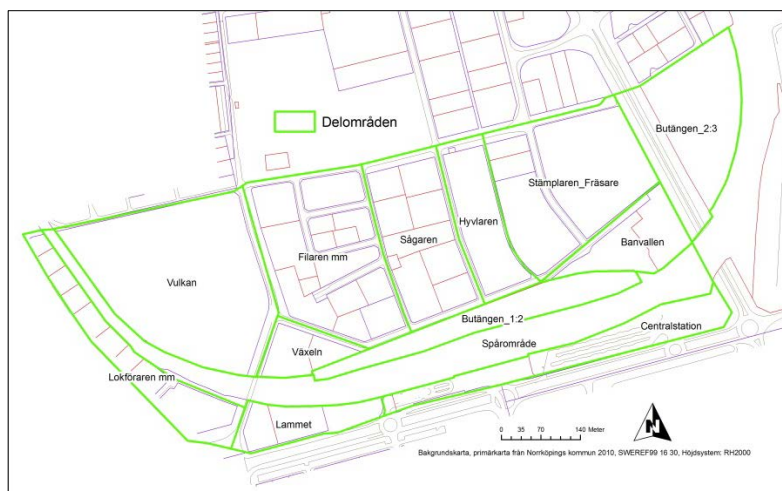 Delområden
Butängen_2:3
Stämplaren_Fräsare
Hyvlaren
Sågaren
Banvallen
Filaren mm
Vulkan
Butängen_1:2
Spårområde
Centralstation
Växeln
Lokföraren mm
Lammet
N
0 35 70 140 Meter
Bakgrundskarta, primärkarta från Norrköpings kommun 2010, SWEREF99 16 30, Höjdsystem: RH2000